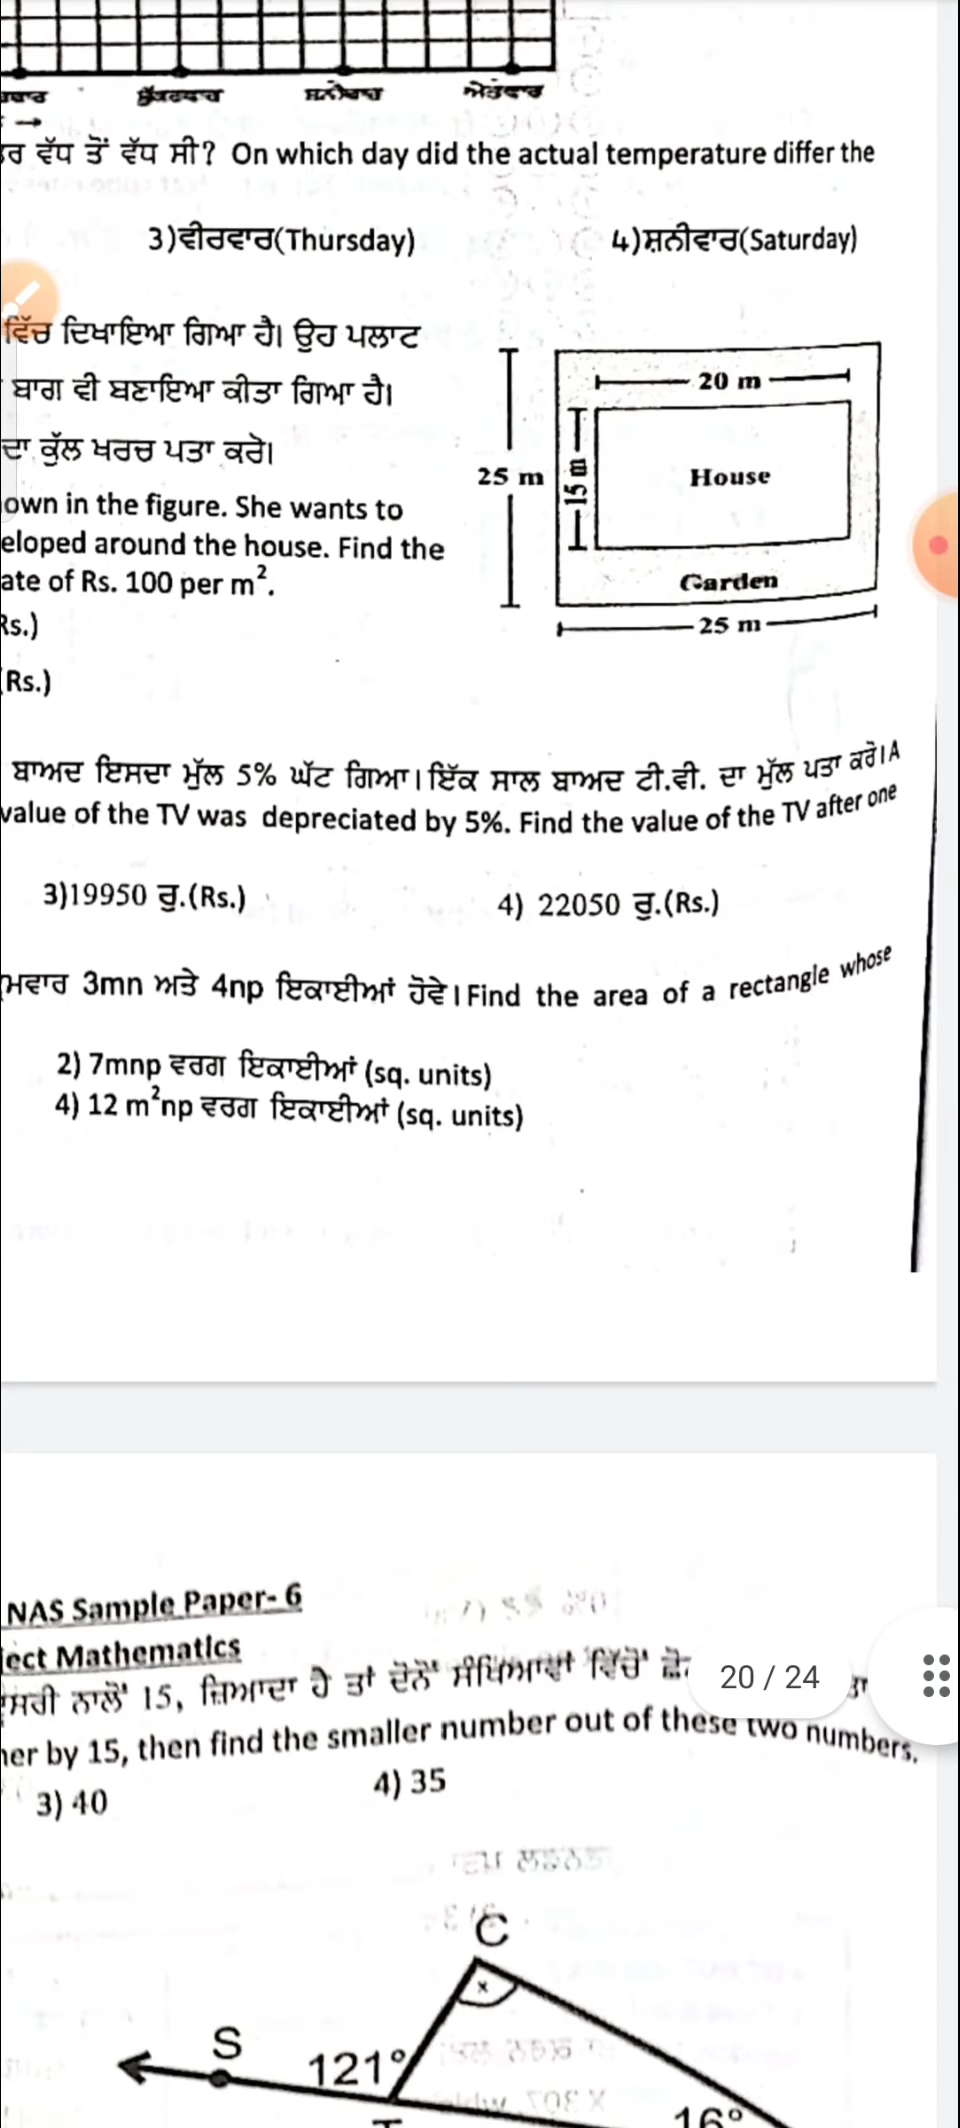 ਸ਼ੁੱਕਰਵਾਰ ਸ਼ਨੀਵਾਰ ਐਤਵਾਰ
ਵੱਧ ਤੋਂ ਵੱਧ ਸੀ? On which day did the actual temperature differ the
3)ਵੀਰਵਾਰ(Thursday) 4)ਸ਼ਨੀਵਾਰ(Saturday)
ਵਿੱਚ ਦਿਖਾਇਆ ਗਿਆ ਹੈ। ਉਹ ਪਲਾਟ
ਬਾਗ ਵੀ ਬਣਾਇਆ ਕੀਤਾ ਗਿਆ ਹੈ।
ਦਾ ਕੁੱਲ ਖਰਚ ਪਤਾ ਕਰੋ।
own in the figure. She wants to
eloped around the house. Find the
ate of Rs. 100 per m².
Rs.)
(Rs.)
20 m
25 m
15 m
House
Garden
25 m
ਬਾਅਦ ਇਸਦਾ ਮੁੱਲ 5% ਘੱਟ ਗਿਆ।ਇੱਕ ਸਾਲ ਬਾਅਦ ਟੀ.ਵੀ. ਦਾ ਮੁੱਲ ਪਤਾ ਕਰੋ।A
value of the TV was depreciated by 5%. Find the value of the TV after one
3)19950 ਰੁ.(Rs.) 4) 22050 ਰੁ.(Rs.)
ਮਵਾਰ 3mn ਅਤੇ 4np ਇਕਾਈਆਂ ਹੋਵੇ।Find the area of a rectangle whose
2) 7mnp ਵਰਗ ਇਕਾਈਆਂ (sq. units)
4) 12 m²np ਵਰਗ ਇਕਾਈਆਂ (sq. units)
NAS Sample Paper- 6
ject Mathematics
ਸਰੀ ਨਾਲੋਂ 15, ਜ਼ਿਆਦਾ ਹੈ ਤਾਂ ਦੋਨੋਂ ਸੰਖਿਆਵਾਂ ਵਿੱਚੋਂ
20 / 24
her by 15, then find the smaller number out of these two numbers.
3) 40 4) 35
C
x
S
121°
16°